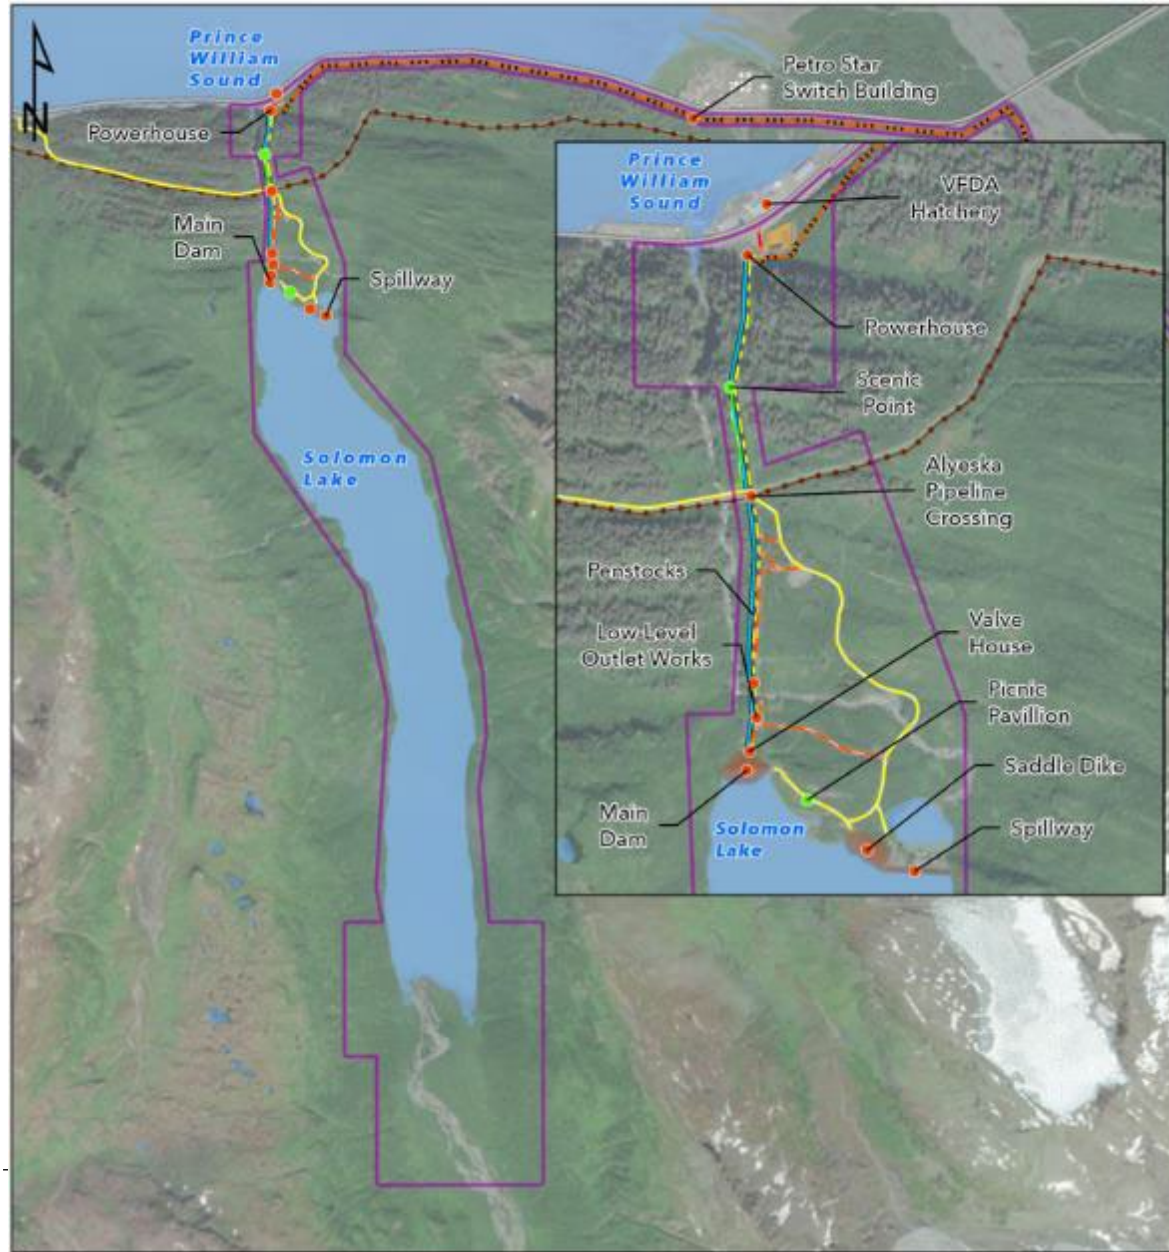 Prince
William
Sound
Petro Star
Switch Building
Powerhouse
N
Main
Dam
Spillway
Solomon
Lake
Prince
William
Sound
VFDA
Hatchery
Powerhouse
Scenic
Point
Alyeska
Pipeline
Crossing
Penstocks
Low-Level
Outlet Works
Valve
House
Picnic
Pavillion
Saddle Dike
Main
Dam
Solomon
Lake
Spillway